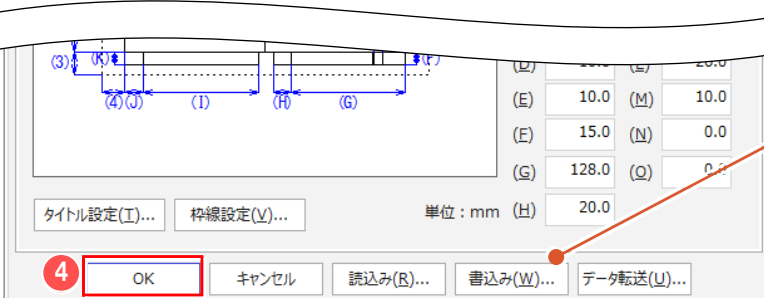 (3) (K) (F) (D) (L)
(4) (J) (I) (H) (G)
(E) 10.0 (M) 10.0
(F) 15.0 (N) 0.0
(G) 128.0 (O) 0.0
タイトル設定(T)... 枠線設定(V)... 単位：mm (H) 20.0
4 OK キャンセル 読込み(R)... 書込み(W)... データ転送(U)...